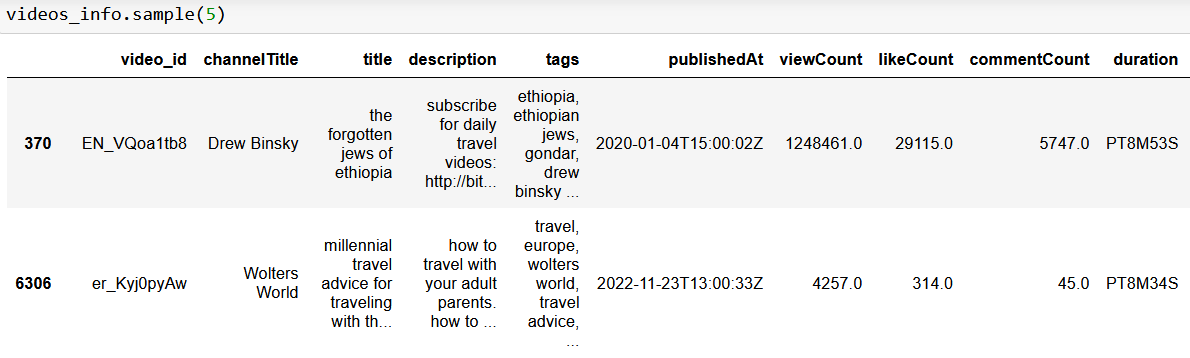 videos_info.sample(5)
video_id channelTitle title description tags publishedAt viewCount likeCount commentCount duration
370 EN_VQoa1tb8 Drew Binsky the forgotten jews of ethiopia subscribe for daily travel videos: http://bit... ethiopia, ethiopian jews, gondar, drew binsky ... 2020-01-04T15:00:02Z 1248461.0 29115.0 5747.0 PT8M53S
6306 er_Kyj0pyAw Wolters World millennial travel advice for traveling with th... how to travel with your adult parents. how to ... travel, europe, wolters world, travel advice, ... 2022-11-23T13:00:33Z 4257.0 314.0 45.0 PT8M34S